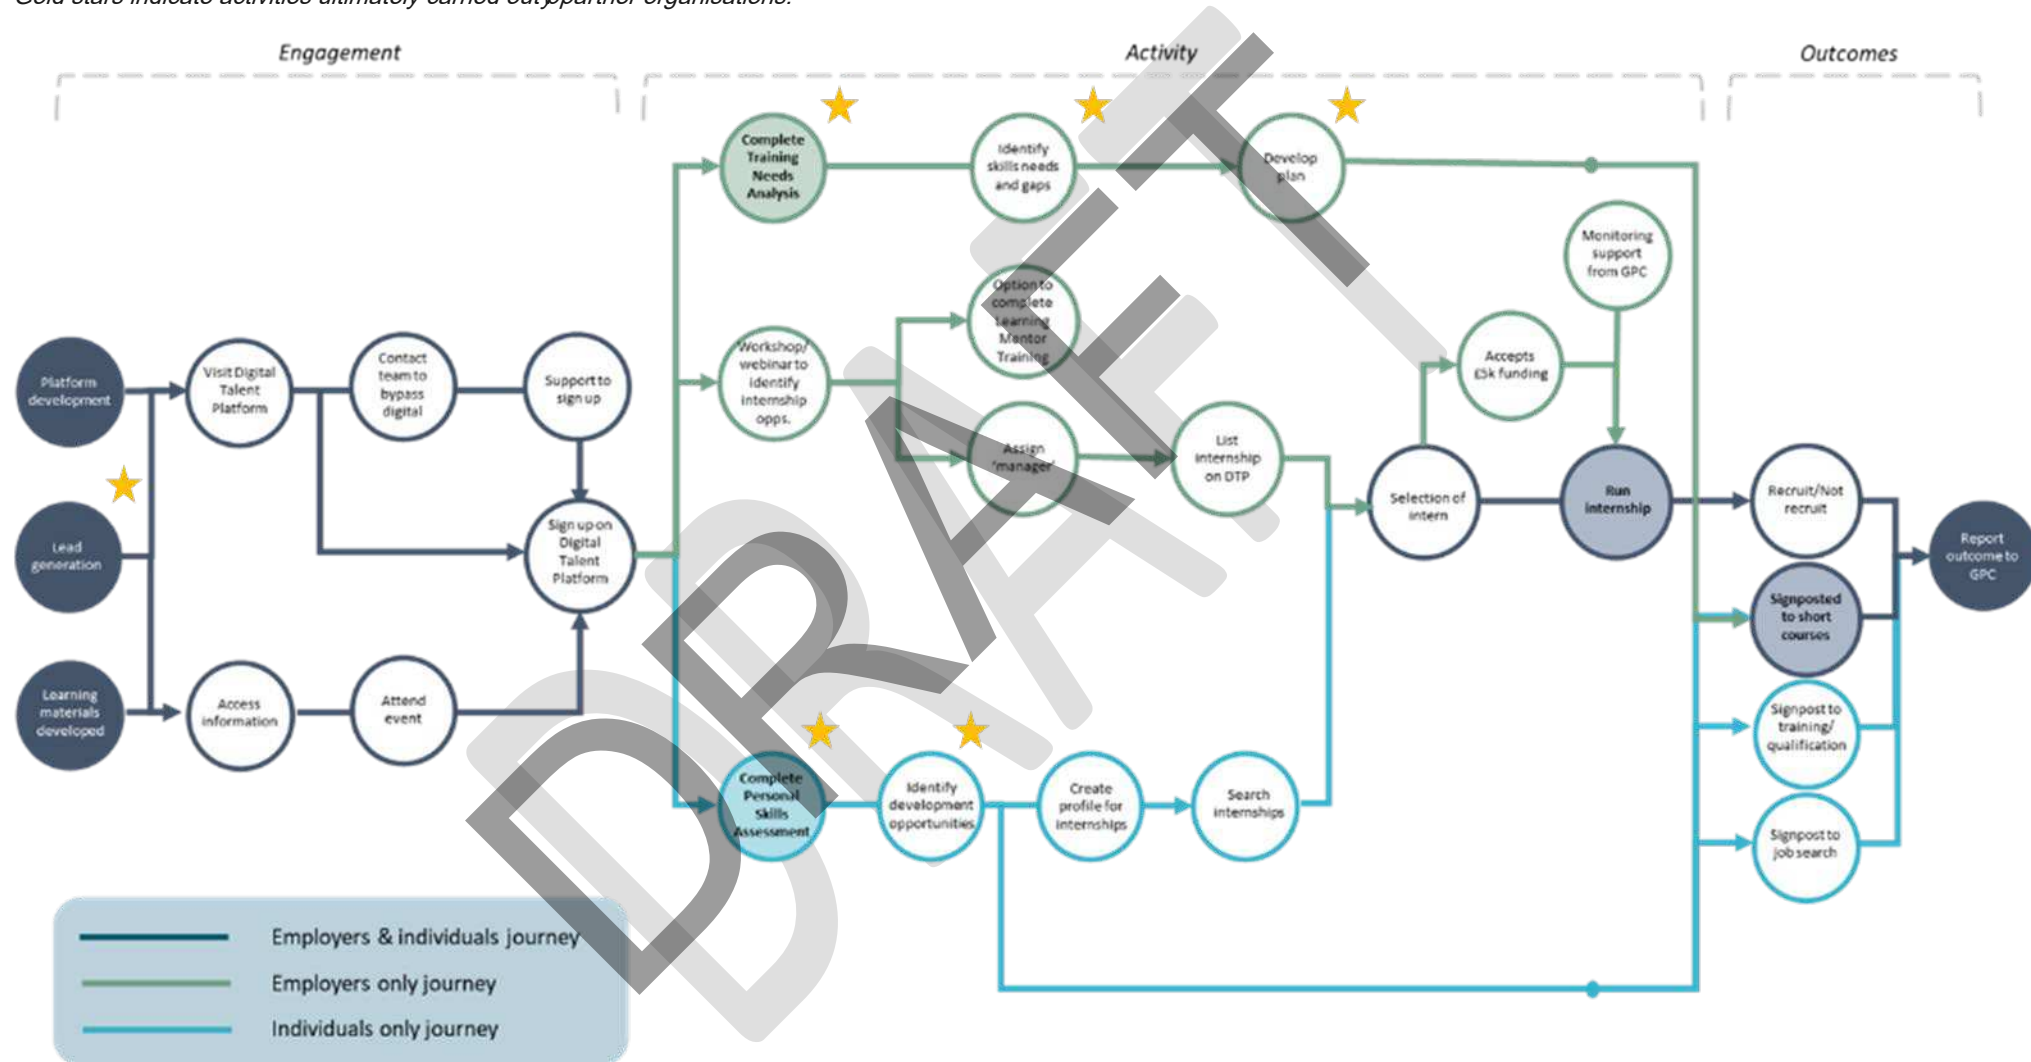 Gold stars indicate activities ultimately carried out by partner organisations.
Engagement
Activity
Outcomes
Platform
development
Lead
generation
Learning
materials
developed
Visit Digital
Talent
Platform
Contact
team to
bypass
digital
Support to
sign up
Sign up on
Digital
Talent
Platform
Access
information
Attend
event
Complete
Training
Needs
Analysis
Identify
skills needs
and gaps
Develop
plan
Workshop/
webinar to
identify
internship
opps.
Option to
complete
Learning
Mentor
Training
Assign
'manager'
List
internship
on DTP
Complete
Personal
Skills
Assessment
Identify
development
opportunities
Create
profile for
internships
Search
internships
Selection of
intern
Accepts
£5k funding
Monitoring
support
from GPC
Run
internship
Recruit/Not
recruit
Signposted
to short
courses
Signpost to
training/
qualification
Signpost to
job search
Report
outcome to
GPC
Employers & individuals journey
Employers only journey
Individuals only journey
DRAFT